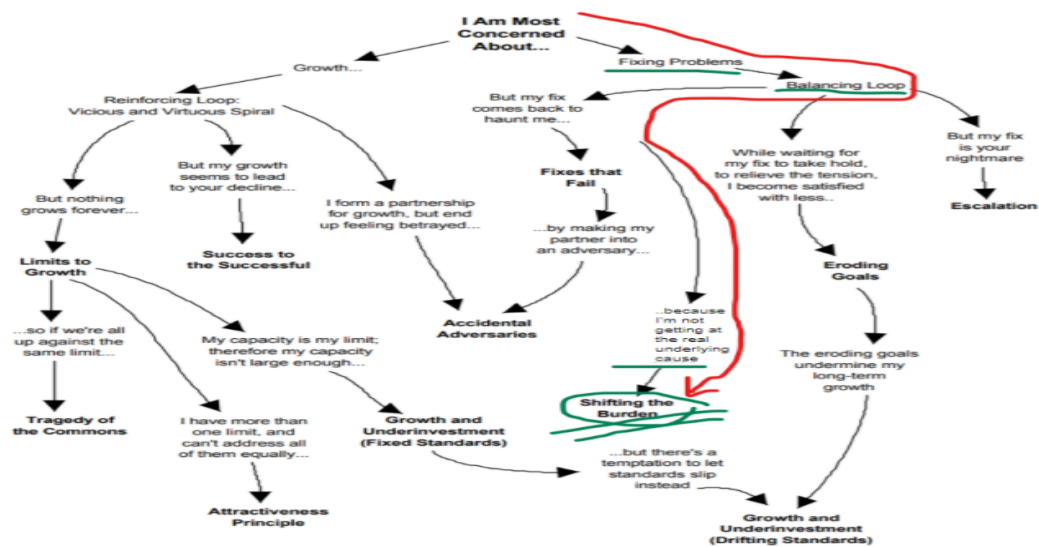 I Am Most
Concerned
About...
Growth...
Fixing Problems
Reinforcing Loop:
Vicious and Virtuous Spiral
Balancing Loop
But my fix
comes back to
haunt me...
But my growth
seems to lead
to your decline...
While waiting for
my fix to take hold,
to relieve the tension,
I become satisfied
with less..
But my fix
is your
nightmare
But nothing
grows forever...
I form a partnership
for growth, but end
up feeling betrayed...
Fixes that
Fail
Escalation
...by making my
partner into
an adversary...
Limits to
Growth
Success to
the Successful
Eroding
Goals
...so if we're all
up against the
same limit...
My capacity is my limit;
therefore my capacity
isn't large enough...
Accidental
Adversaries
..because
I'm not
getting at
the real
underlying
cause
The eroding goals
undermine my
long-term
growth
Tragedy of
the Commons
I have more than
one limit, and
can't address all
of them equally...
Growth and
Underinvestment
(Fixed Standards)
Shifting the
Burden
...but there's a
temptation to let
standards slip
instead
Attractiveness
Principle
Growth and
Underinvestment
(Drifting Standards)